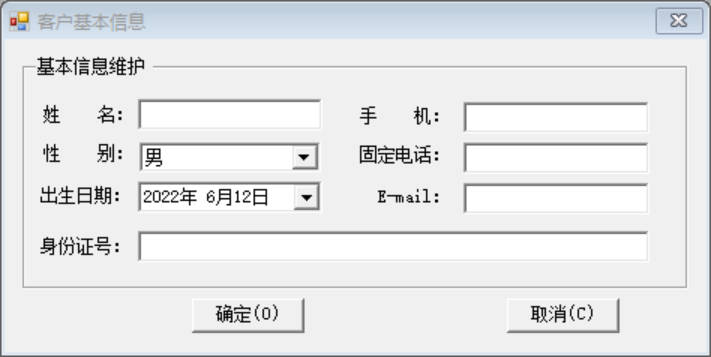 客户基本信息
基本信息维护
姓 名： 手 机：
性 别： 男 固定电话：
出生日期： 2022年 6月12日 E-mail：
身份证号：
确定(O) 取消(C)